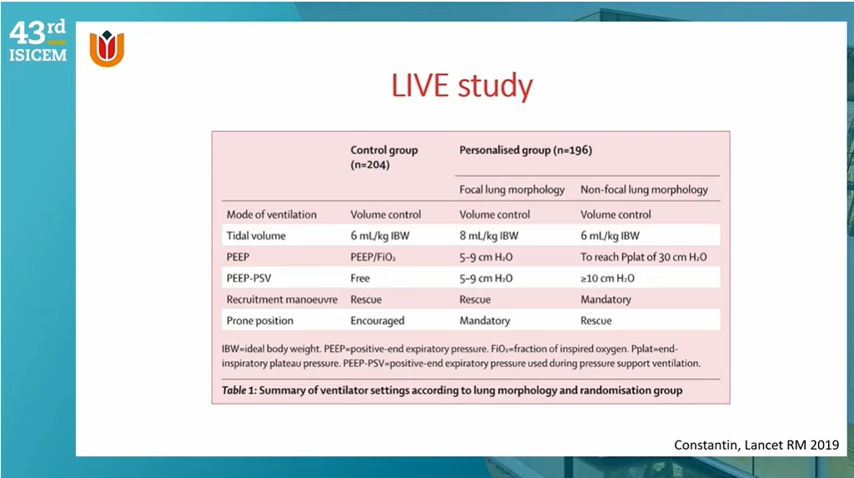 43rd
ISICEM
LIVE study
Control group Personalised group (n=196)
(n=204)
Focal lung morphology Non-focal lung morphology
Mode of ventilation Volume control Volume control Volume control
Tidal volume 6 mL/kg IBW 8 mL/kg IBW 6 mL/kg IBW
PEEP PEEP/FiO₂ 5–9 cm H₂O To reach Pplat of 30 cm H₂O
PEEP-PSV Free 5–9 cm H₂O ≥10 cm H₂O
Recruitment manoeuvre Rescue Rescue Mandatory
Prone position Encouraged Mandatory Rescue
IBW=ideal body weight. PEEP=positive-end expiratory pressure. FiO₂=fraction of inspired oxygen. Pplat=end-
inspiratory plateau pressure. PEEP-PSV=positive-end expiratory pressure used during pressure support ventilation.
Table 1: Summary of ventilator settings according to lung morphology and randomisation group
Constantin, Lancet RM 2019